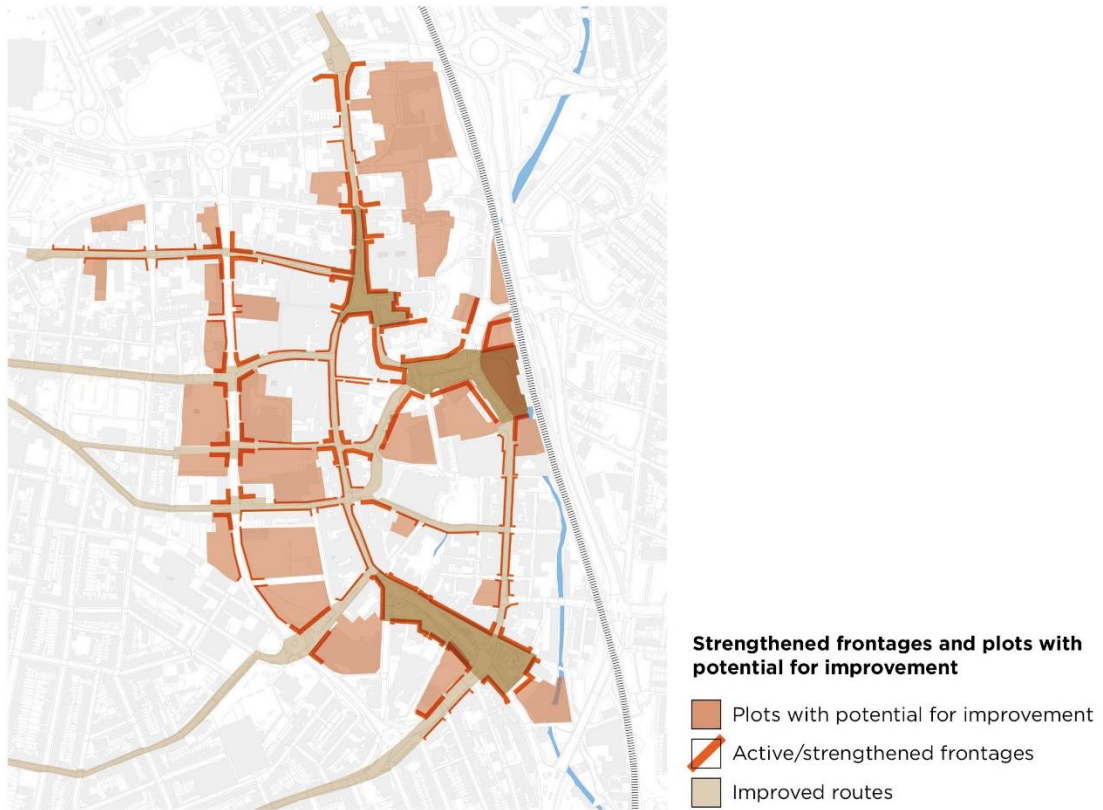 Strengthened frontages and plots with
potential for improvement
Plots with potential for improvement
Active/strengthened frontages
Improved routes